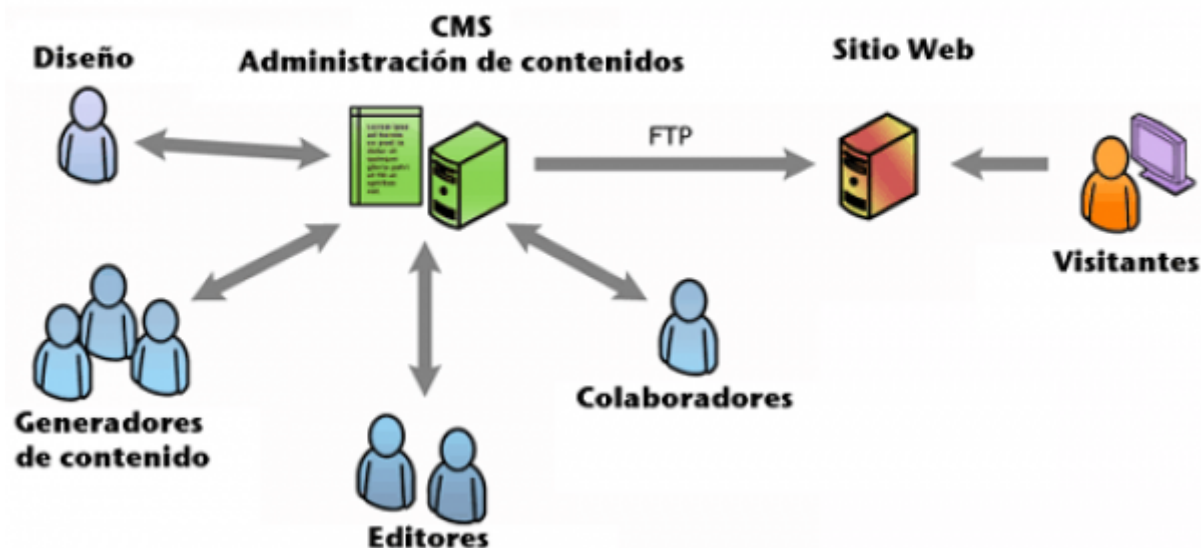 CMS
Administración de contenidos
Diseño
Sitio Web
FTP
Visitantes
Colaboradores
Generadores
de contenido
Editores